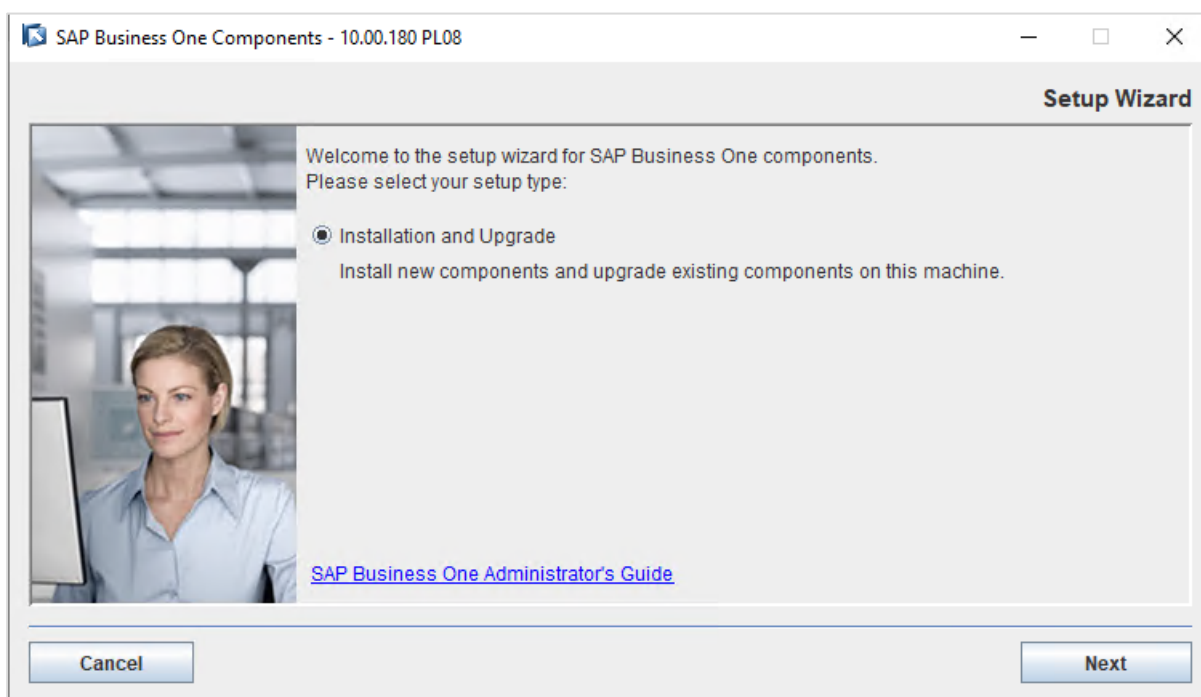 SAP Business One Components - 10.00.180 PL08
Setup Wizard
Welcome to the setup wizard for SAP Business One components.
Please select your setup type:
Installation and Upgrade
Install new components and upgrade existing components on this machine.
SAP Business One Administrator's Guide
Cancel
Next